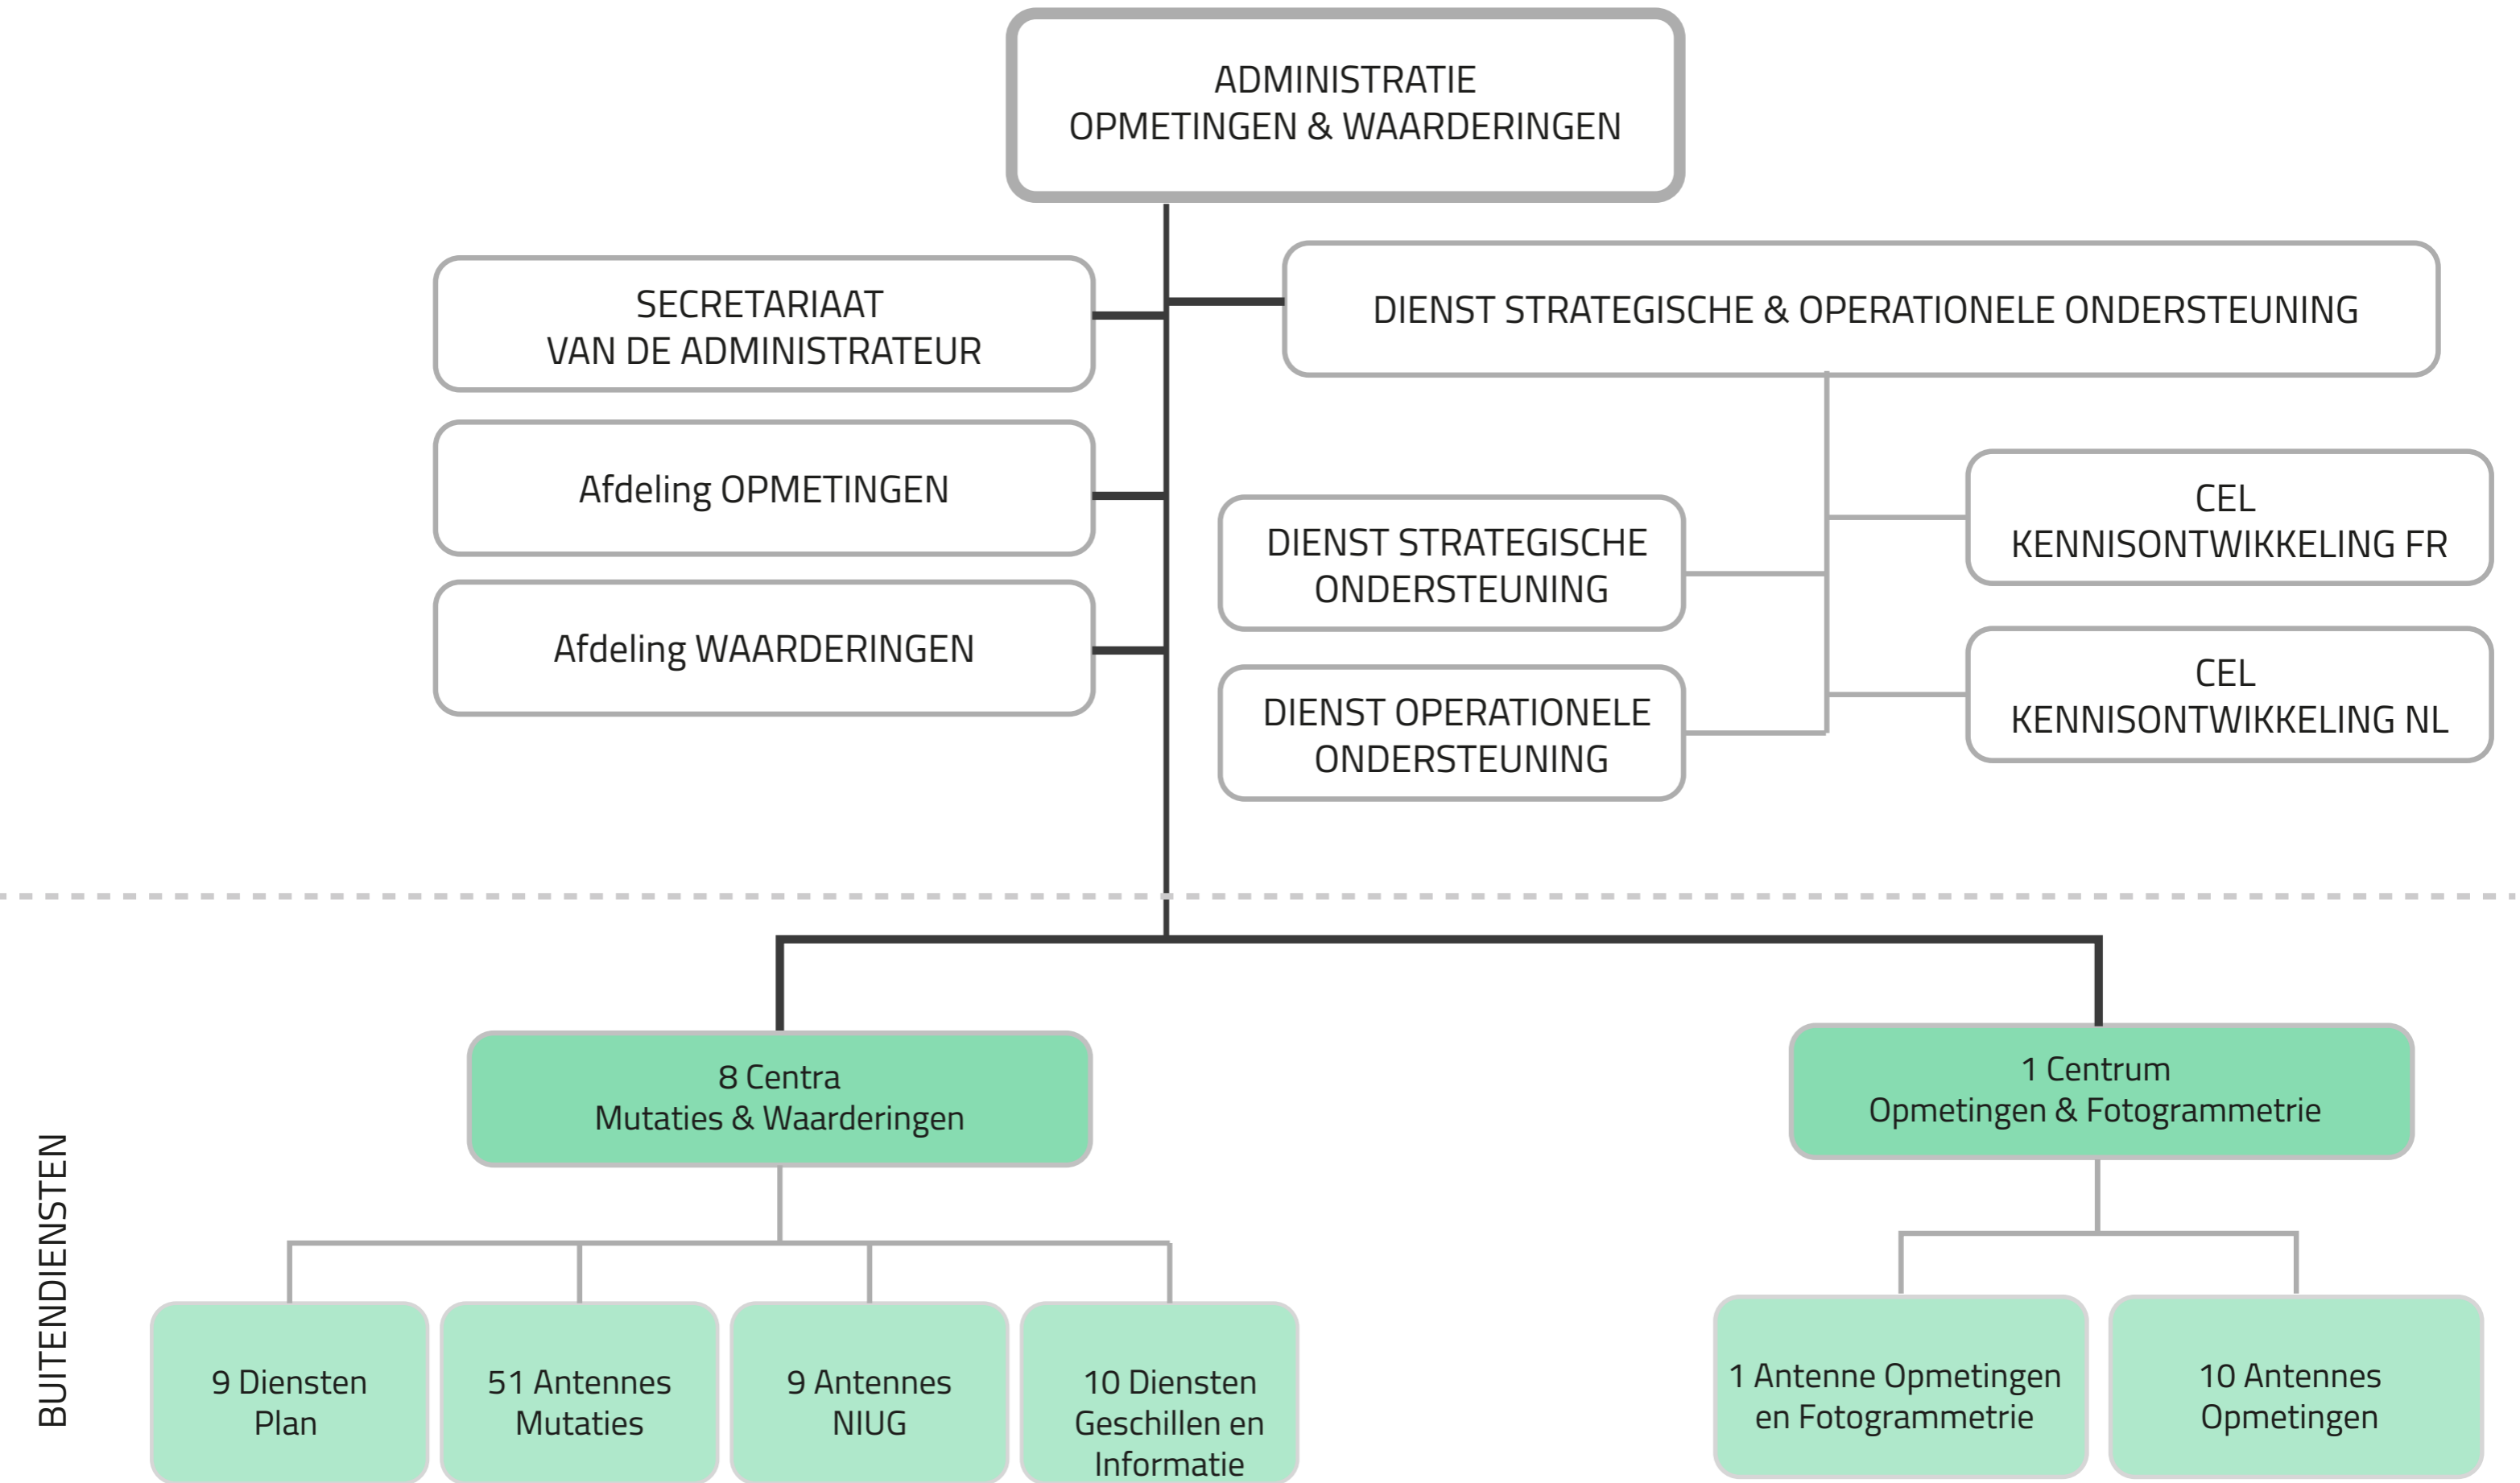 ADMINISTRATIE
OPMETINGEN & WAARDERINGEN
SECRETARIAAT
VAN DE ADMINISTRATEUR
DIENST STRATEGISCHE & OPERATIONELE ONDERSTEUNING
Afdeling OPMETINGEN
Afdeling WAARDERINGEN
DIENST STRATEGISCHE
ONDERSTEUNING
DIENST OPERATIONELE
ONDERSTEUNING
CEL
KENNISONTWIKKELING FR
CEL
KENNISONTWIKKELING NL
BUITENDIENSTEN
8 Centra
Mutaties & Waarderingen
1 Centrum
Opmetingen & Fotogrammetrie
9 Diensten
Plan
51 Antennes
Mutaties
9 Antennes
NIUG
10 Diensten
Geschillen en
Informatie
1 Antenne Opmetingen
en Fotogrammetrie
10 Antennes
Opmetingen